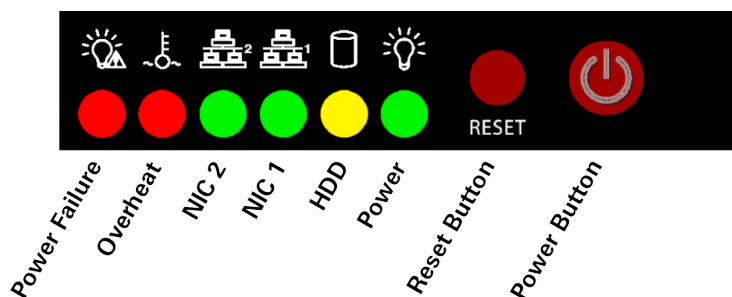 2
1
RESET
Power Failure
Overheat
NIC 2
NIC 1
HDD
Power
Reset Button
Power Button